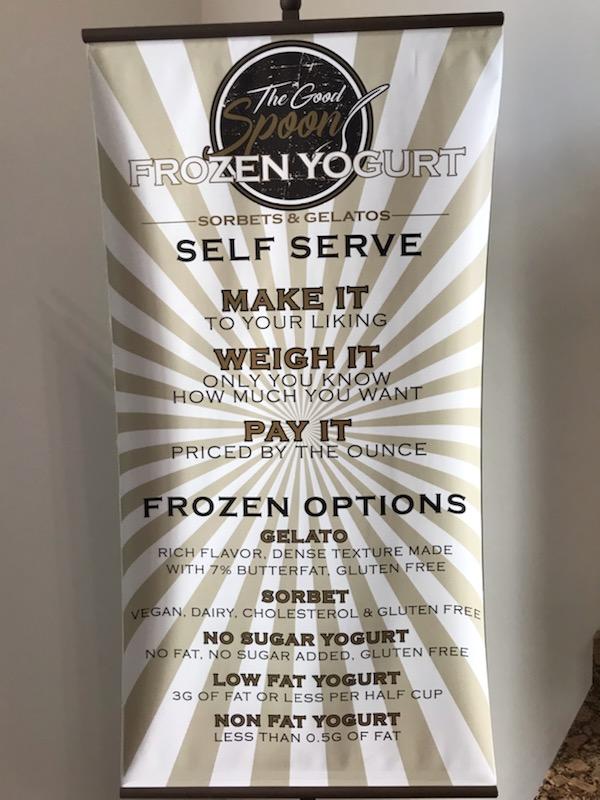 The Good
Spoon
FROZEN YOGURT
SORBETS & GELATOS
SELF SERVE
MAKE IT
TO YOUR LIKING
WEIGH IT
ONLY YOU KNOW
HOW MUCH YOU WANT
PAY IT
PRICED BY THE OUNCE
FROZEN OPTIONS
GELATO
RICH FLAVOR, DENSE TEXTURE MADE
WITH 7% BUTTERFAT, GLUTEN FREE
SORBET
VEGAN, DAIRY, CHOLESTEROL & GLUTEN FREE
NO SUGAR YOGURT
NO FAT, NO SUGAR ADDED, GLUTEN FREE
LOW FAT YOGURT
3G OF FAT OR LESS PER HALF CUP
NON FAT YOGURT
LESS THAN 0.5G OF FAT